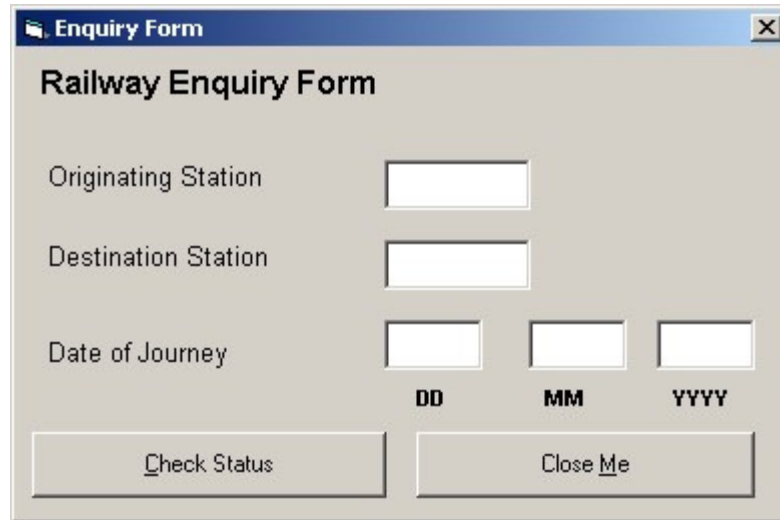 Enquiry Form
Railway Enquiry Form
Originating Station
Destination Station
Date of Journey
DD MM YYYY
Check Status Close Me